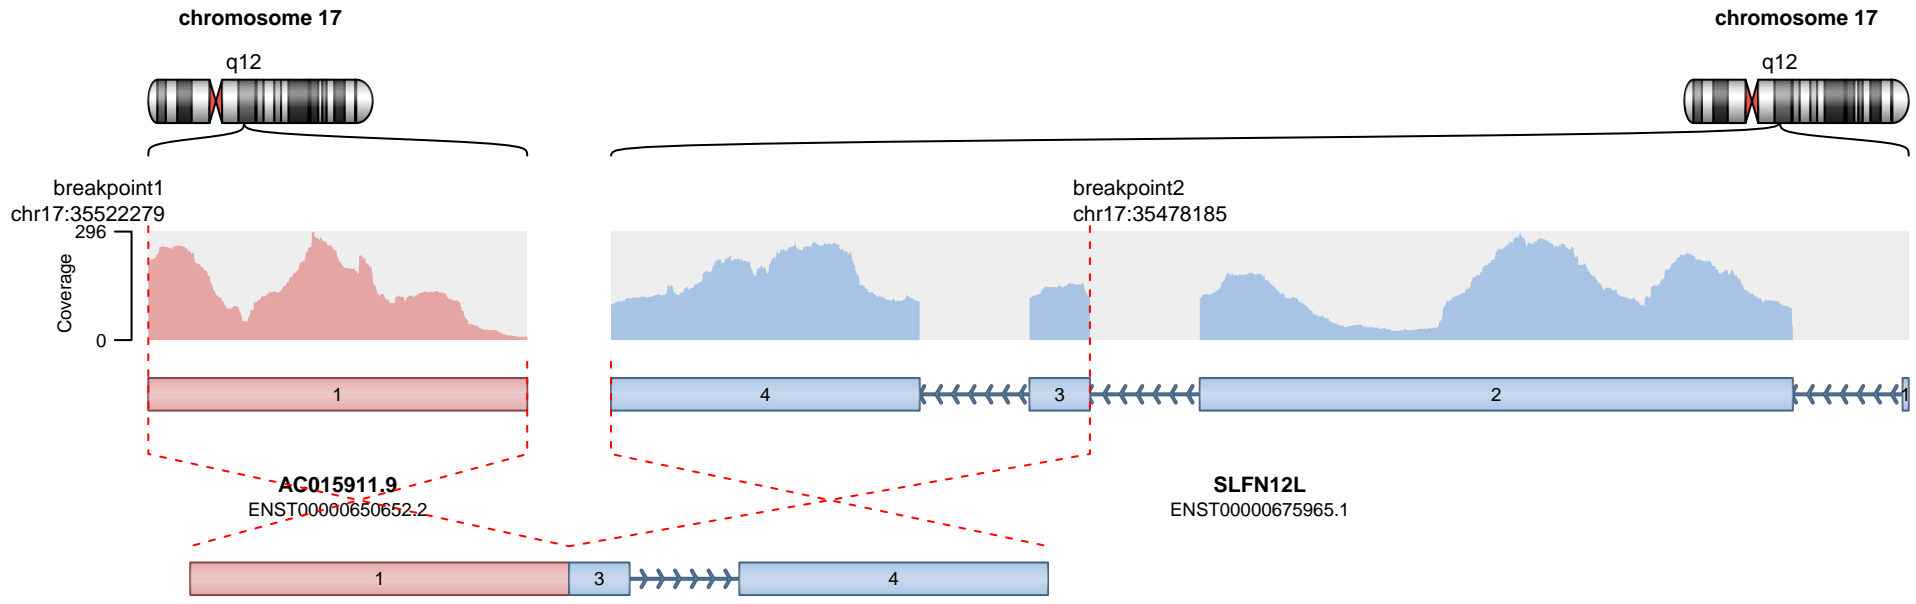 chromosome 17
chromosome 17
q12
q12
breakpoint1
chr17:35522279
breakpoint2
chr17:35478185
296
Coverage
0
1
4
3
2
1
AC015911.9
ENST00000650652.2
SLFN12L
ENST00000675965.1
1
3
4